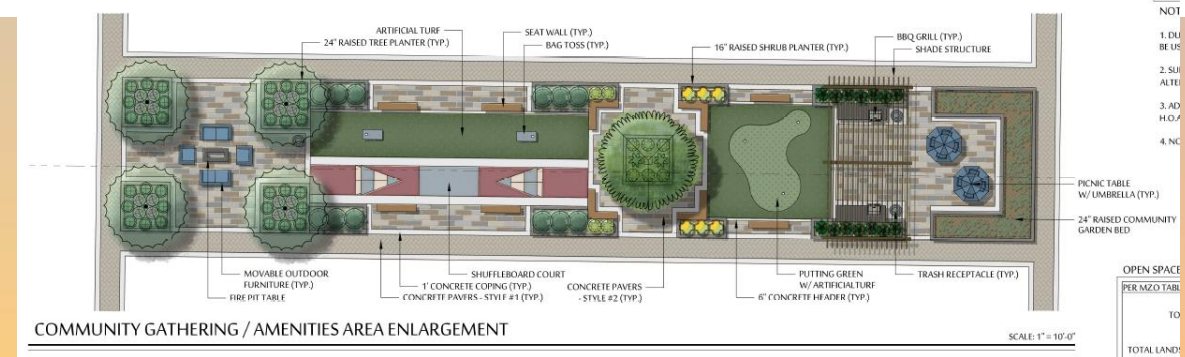 ARTIFICIAL TURF
24" RAISED TREE PLANTER (TYP.)
SEAT WALL (TYP.)
BAG TOSS (TYP.)
16" RAISED SHRUB PLANTER (TYP.)
BBQ GRILL (TYP.)
SHADE STRUCTURE
NOT
1. DU
BE US
2. SU
ALTE
3. AD
H.O.A
4. NO
PICNIC TABLE
W/ UMBRELLA (TYP.)
24" RAISED COMMUNITY
GARDEN BED
MOVABLE OUTDOOR
FURNITURE (TYP.)
FIRE PIT TABLE
SHUFFLEBOARD COURT
1' CONCRETE COPING (TYP.)
CONCRETE PAVERS - STYLE #1 (TYP.)
CONCRETE PAVERS
- STYLE #2 (TYP.)
PUTTING GREEN
W/ ARTIFICIAL TURF
6" CONCRETE HEADER (TYP.)
TRASH RECEPTACLE (TYP.)
COMMUNITY GATHERING / AMENITIES AREA ENLARGEMENT
SCALE: 1" = 10'-0"
OPEN SPACE
PER MZO TABL
TO
TOTAL LANDS